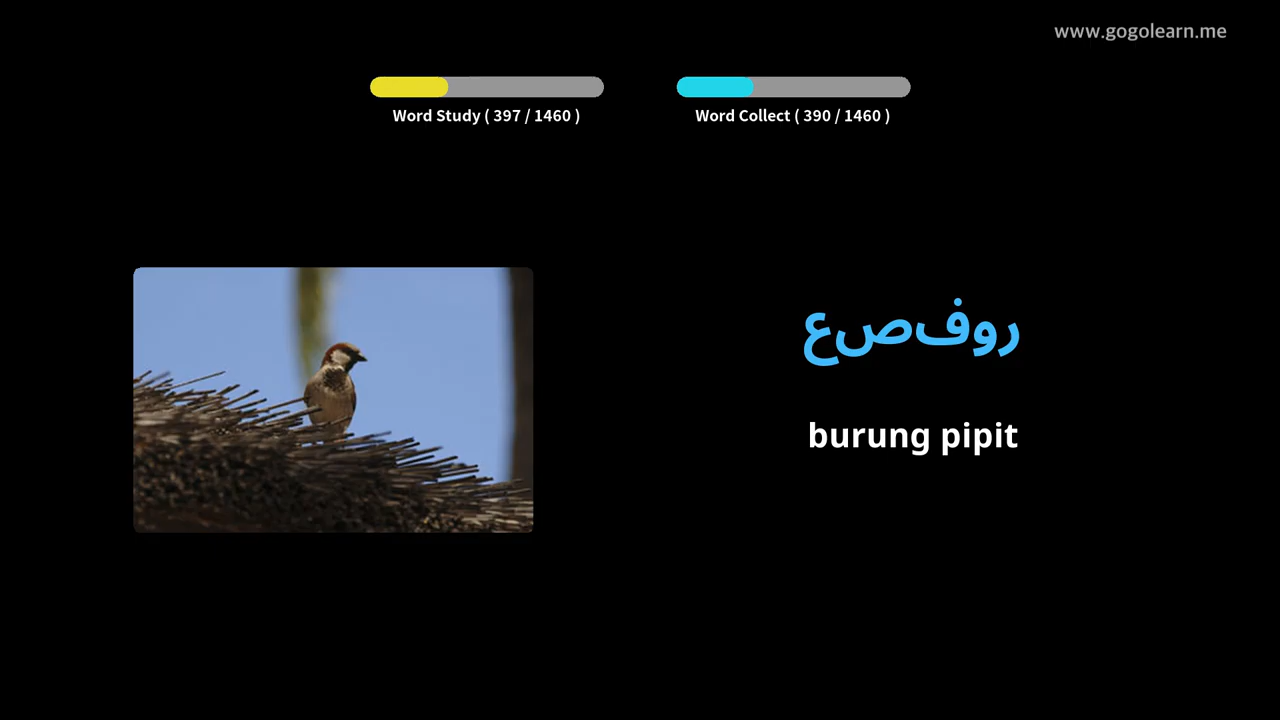 www.gogolearn.me
Word Study ( 397 / 1460 )
Word Collect ( 390 / 1460 )
روفصع
burung pipit